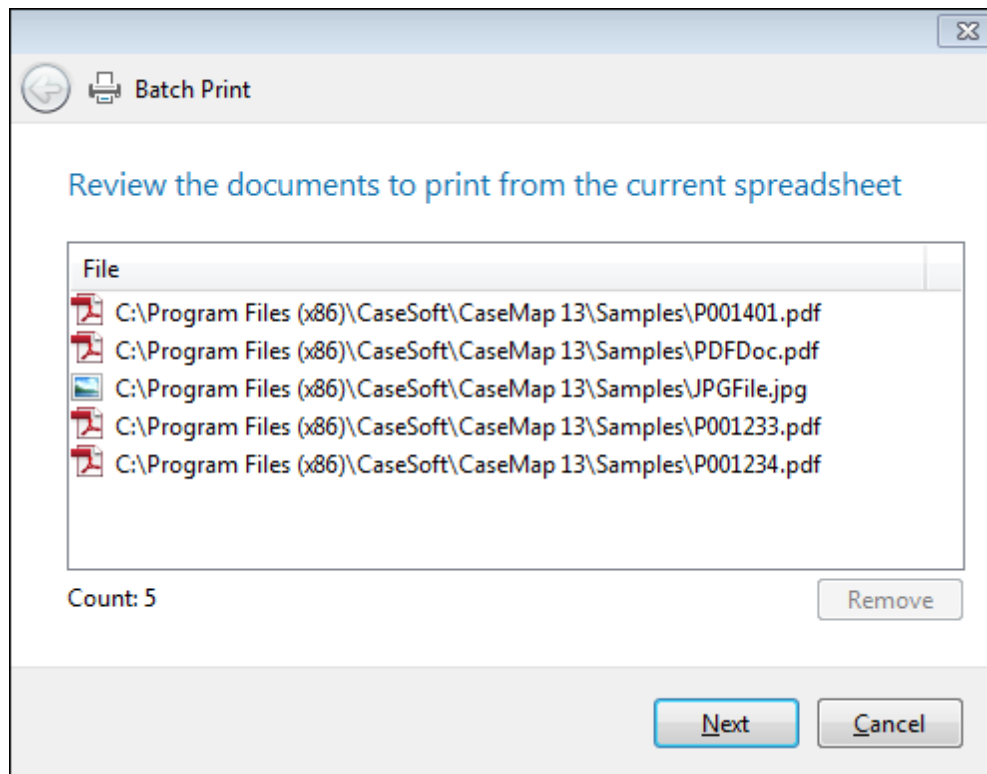 Batch Print
Review the documents to print from the current spreadsheet
File
C:\Program Files (x86)\CaseSoft\CaseMap 13\Samples\P001401.pdf
C:\Program Files (x86)\CaseSoft\CaseMap 13\Samples\PDFDoc.pdf
C:\Program Files (x86)\CaseSoft\CaseMap 13\Samples\JPGFile.jpg
C:\Program Files (x86)\CaseSoft\CaseMap 13\Samples\P001233.pdf
C:\Program Files (x86)\CaseSoft\CaseMap 13\Samples\P001234.pdf
Count: 5
Remove
Next
Cancel